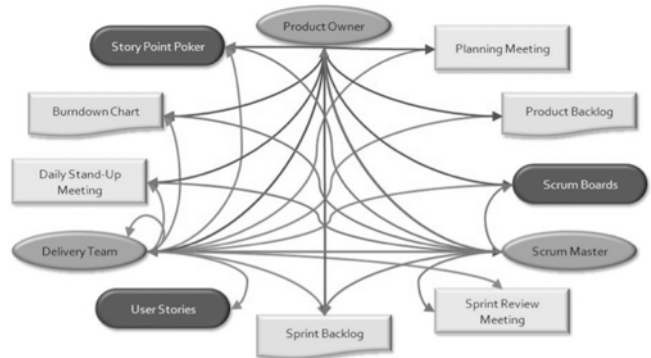 Product Owner
Story Point Poker
Planning Meeting
Burndown Chart
Product Backlog
Daily Stand-Up
Meeting
Scrum Boards
Delivery Team
Scrum Master
User Stories
Sprint Backlog
Sprint Review
Meeting